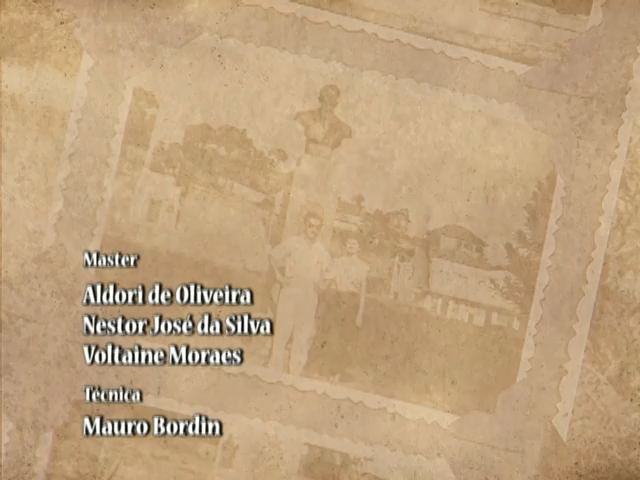 Master
Aldori de Oliveira
Nestor José da Silva
Voltaine Moraes
Técnica
Mauro Bordin